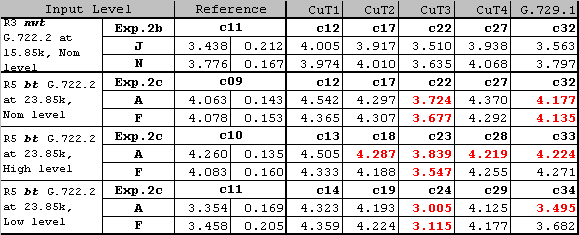 Input Level Reference CuT1 CuT2 CuT3 CuT4 G.729.1
R3 nwt G.722.2 at 15.85k, Nom level Exp.2b c11 c12 c17 c22 c27 c32
J 3.438 0.212 4.005 3.917 3.510 3.938 3.563
N 3.776 0.167 3.974 4.010 3.635 4.068 3.797
R5 bt G.722.2 at 23.85k, Nom level Exp.2c c09 c12 c17 c22 c27 c32
A 4.063 0.143 4.542 4.297 3.724 4.370 4.177
F 4.078 0.153 4.365 4.307 3.677 4.292 4.135
R5 bt G.722.2 at 23.85k, High level Exp.2c c10 c13 c18 c23 c28 c33
A 4.260 0.135 4.505 4.287 3.839 4.219 4.224
F 4.083 0.160 4.333 4.188 3.547 4.255 4.271
R5 bt G.722.2 at 23.85k, Low level Exp.2c c11 c14 c19 c24 c29 c34
A 3.354 0.169 4.323 4.193 3.005 4.125 3.495
F 3.458 0.205 4.359 4.224 3.115 4.177 3.682